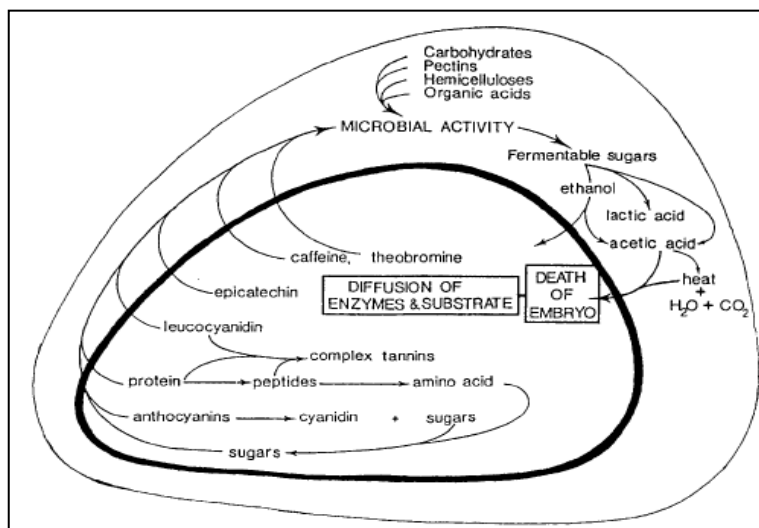 Carbohydrates
Pectins
Hemicelluloses
Organic acids
MICROBIAL ACTIVITY
Fermentable sugars
ethanol
lactic acid
acetic acid
caffeine, theobromine
heat
+
H₂O + CO₂
epicatechin
DIFFUSION OF
ENZYMES & SUBSTRATE
DEATH
OF
EMBRYO
leucocyanidin
complex tannins
protein peptides amino acid
anthocyanins cyanidin + sugars
sugars